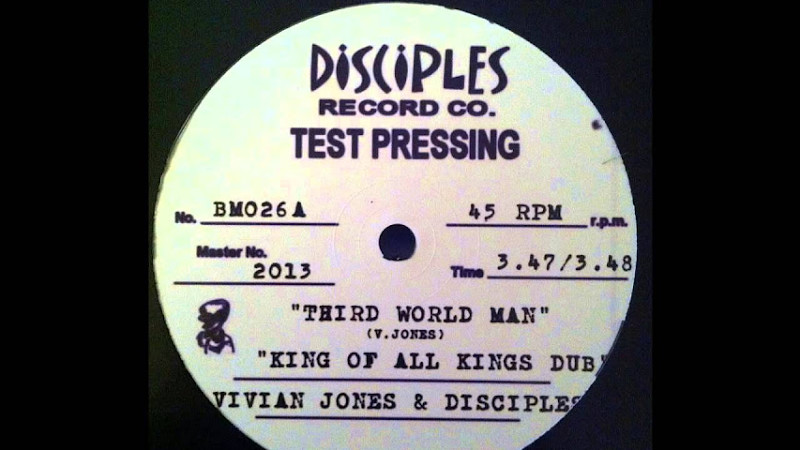 DiSCiPLES
RECORD CO.
TEST PRESSING
No. BM026A
45 RPM r.p.m.
Master No.
2013
Time 3.47/3.48
"THIRD WORLD MAN"
(V.JONES)
"KING OF ALL KINGS DUB"
VIVIAN JONES & DISCIPLES